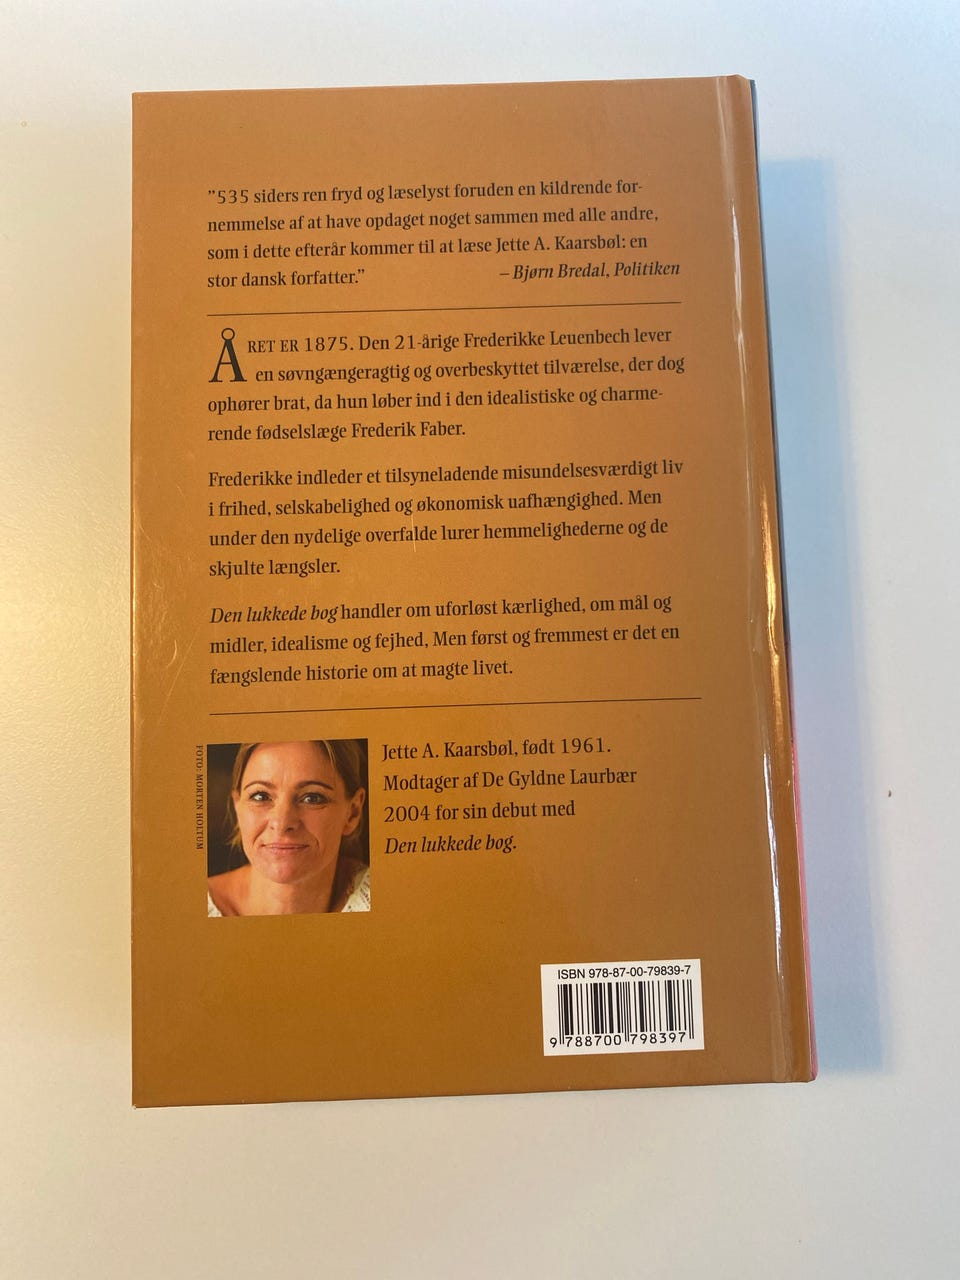 ”535 siders ren fryd og læselyst foruden en kildrende for-
nemmelse af at have opdaget noget sammen med alle andre,
som i dette efterår kommer til at læse Jette A. Kaarsbøl: en
stor dansk forfatter.” – Bjørn Bredal, Politiken
ÅRET ER 1875. Den 21-årige Frederikke Leuenbech lever
en søvngængeragtig og overbeskyttet tilværelse, der dog
ophører brat, da hun løber ind i den idealistiske og charme-
rende fødselslæge Frederik Faber.
Frederikke indleder et tilsyneladende misundelsesværdigt liv
i frihed, selskabelighed og økonomisk uafhængighed. Men
under den nydelige overfalde lurer hemmelighederne og de
skjulte længsler.
Den lukkede bog handler om uforløst kærlighed, om mål og
midler, idealisme og fejhed, Men først og fremmest er det en
fængslende historie om at magte livet.
FOTO: MORTEN HOLTUM
Jette A. Kaarsbøl, født 1961.
Modtager af De Gyldne Laurbær
2004 for sin debut med
Den lukkede bog.
ISBN 978-87-00-79839-7
9 788700 798397